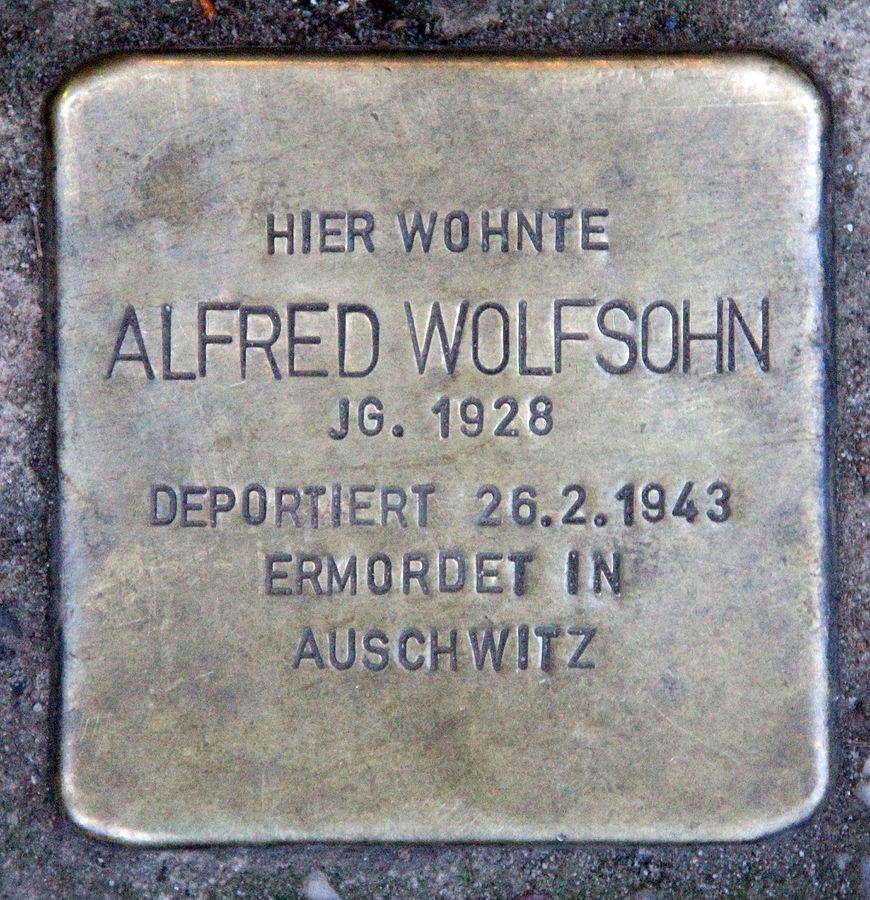 HIER WOHNTE
ALFRED WOLFSOHN
JG. 1928
DEPORTIERT 26.2.1943
ERMORDET IN
AUSCHWITZ